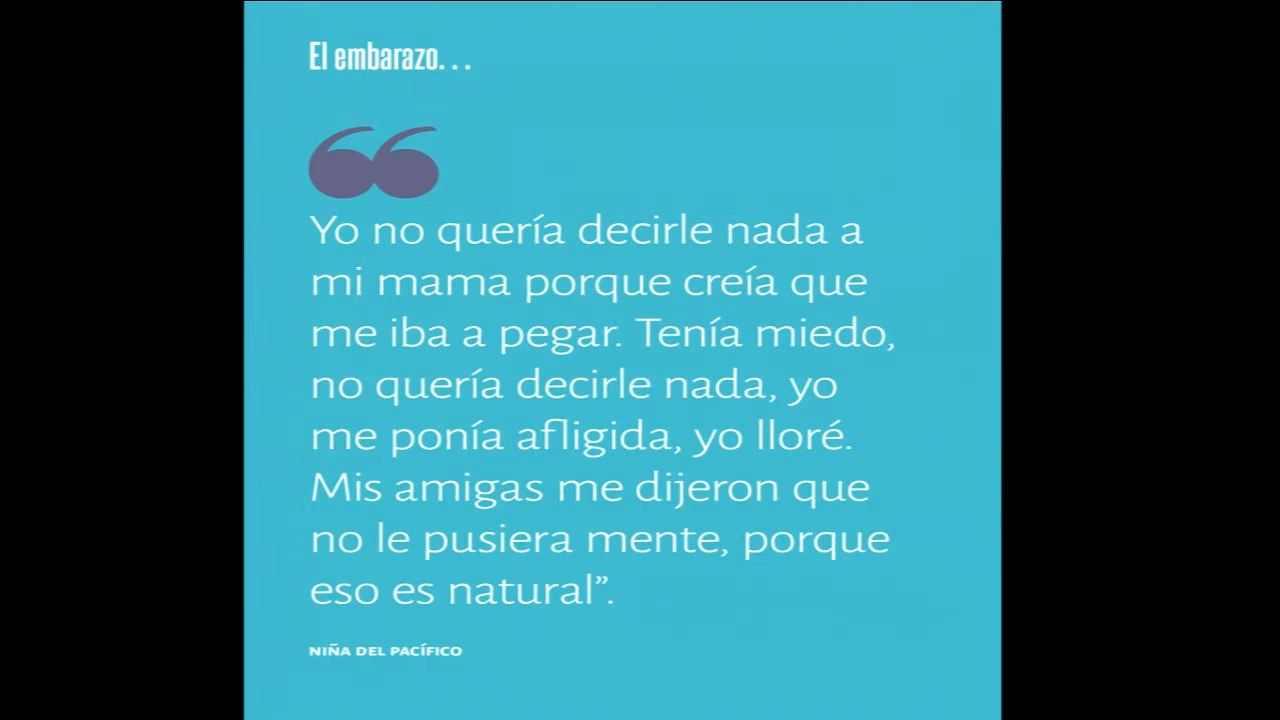 El embarazo...
“
Yo no quería decirle nada a
mi mama porque creía que
me iba a pegar. Tenía miedo,
no quería decirle nada, yo
me ponía afligida, yo lloré.
Mis amigas me dijeron que
no le pusiera mente, porque
eso es natural”.
NIÑA DEL PACÍFICO